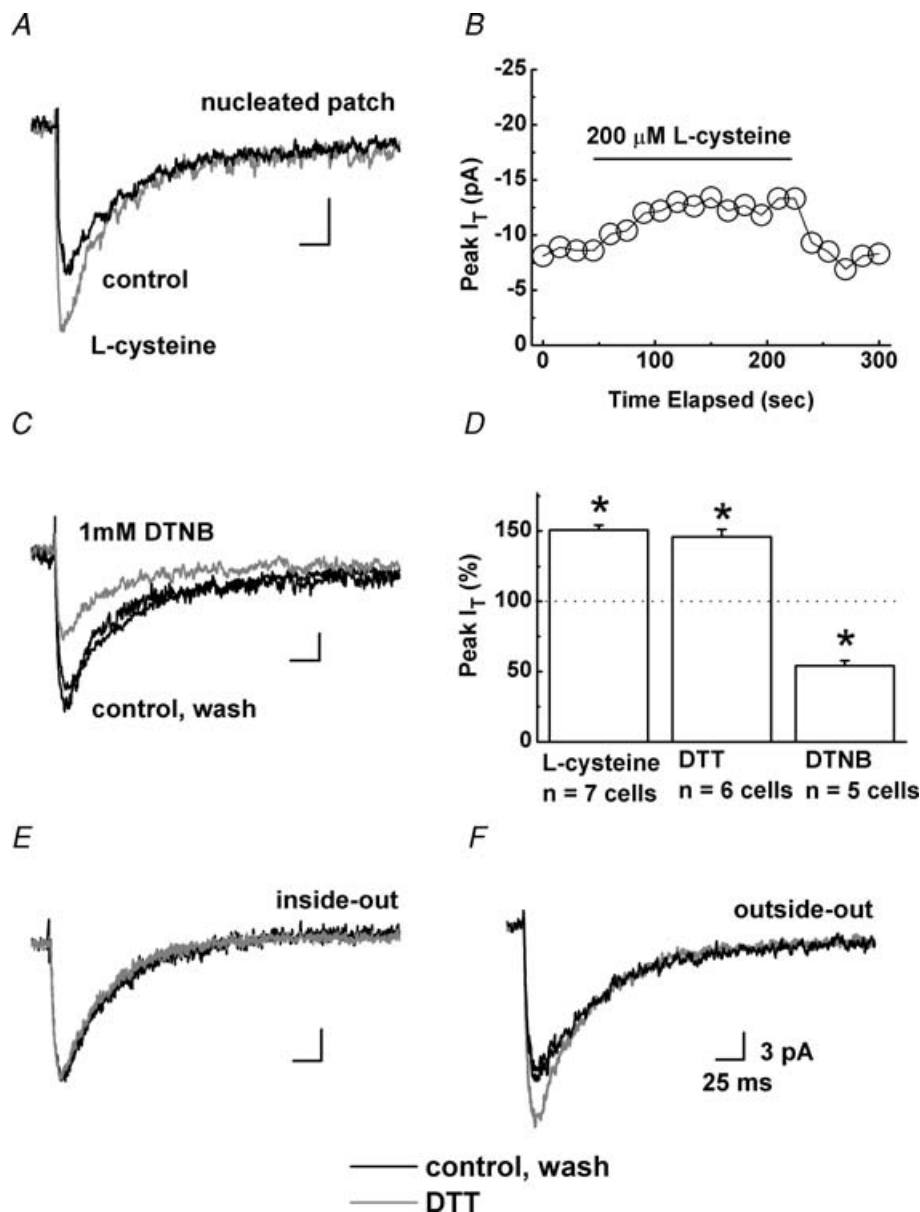 A
nucleated patch
control
L-cysteine
B
-25
-20
-15
-10
-5
0
Peak I_T (pA)
200 μM L-cysteine
0 100 200 300
Time Elapsed (sec)
C
1mM DTNB
control, wash
D
150
100
50
0
Peak I_T (%)
* * *
L-cysteine
n = 7 cells
DTT
n = 6 cells
DTNB
n = 5 cells
E
inside-out
F
outside-out
3 pA
25 ms
control, wash
DTT